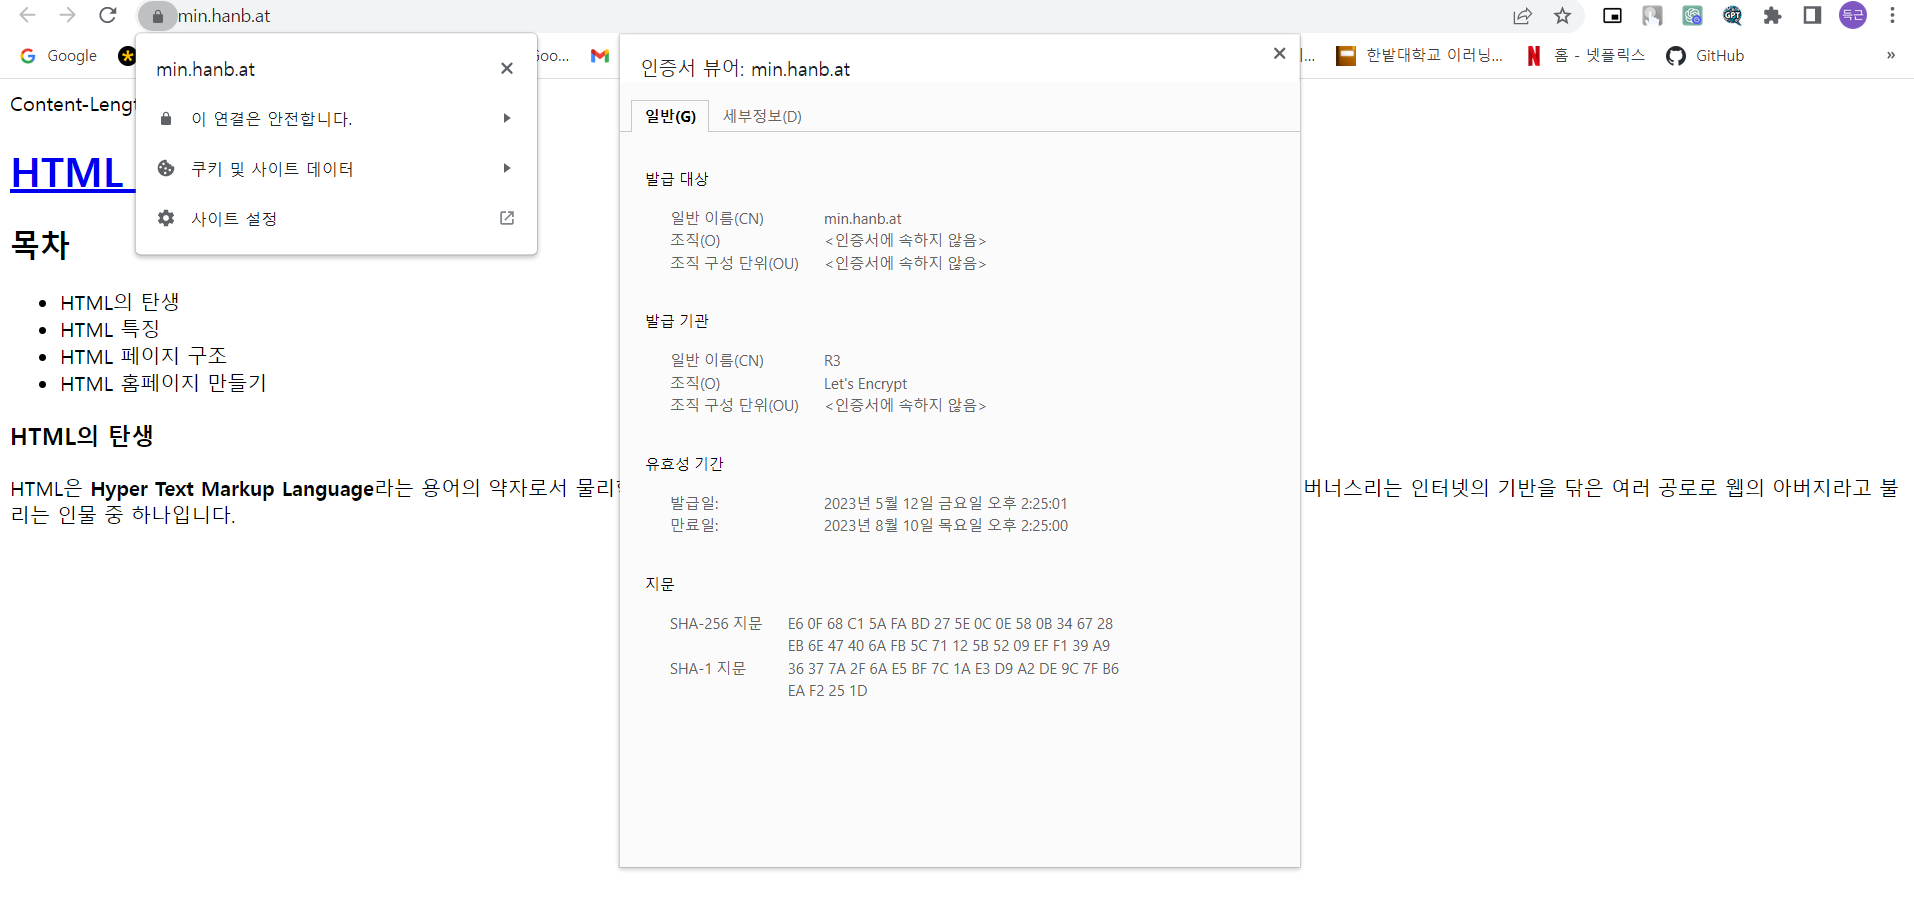 min.hanb.at
GPT
득근
Google
Goo...
한밭대학교 이러닝...
홈 - 넷플릭스
GitHub
»
min.hanb.at
이 연결은 안전합니다.
쿠키 및 사이트 데이터
사이트 설정
HTML
목차
HTML의 탄생
HTML 특징
HTML 페이지 구조
HTML 홈페이지 만들기
HTML의 탄생
HTML은 Hyper Text Markup Language라는 용어의 약자로서 버너스리는 인터넷의 기반을 닦은 여러 공로로 웹의 아버지라고 불
리는 인물 중 하나입니다.
인증서 뷰어: min.hanb.at
일반(G) 세부정보(D)
발급 대상
일반 이름(CN) min.hanb.at
조직(O) <인증서에 속하지 않음>
조직 구성 단위(OU) <인증서에 속하지 않음>
발급 기관
일반 이름(CN) R3
조직(O) Let's Encrypt
조직 구성 단위(OU) <인증서에 속하지 않음>
유효성 기간
발급일: 2023년 5월 12일 금요일 오후 2:25:01
만료일: 2023년 8월 10일 목요일 오후 2:25:00
지문
SHA-256 지문 E6 0F 68 C1 5A FA BD 27 5E 0C 0E 58 0B 34 67 28
EB 6E 47 40 6A FB 5C 71 12 5B 52 09 EF F1 39 A9
SHA-1 지문 36 37 7A 2F 6A E5 BF 7C 1A E3 D9 A2 DE 9C 7F B6
EA F2 25 1D